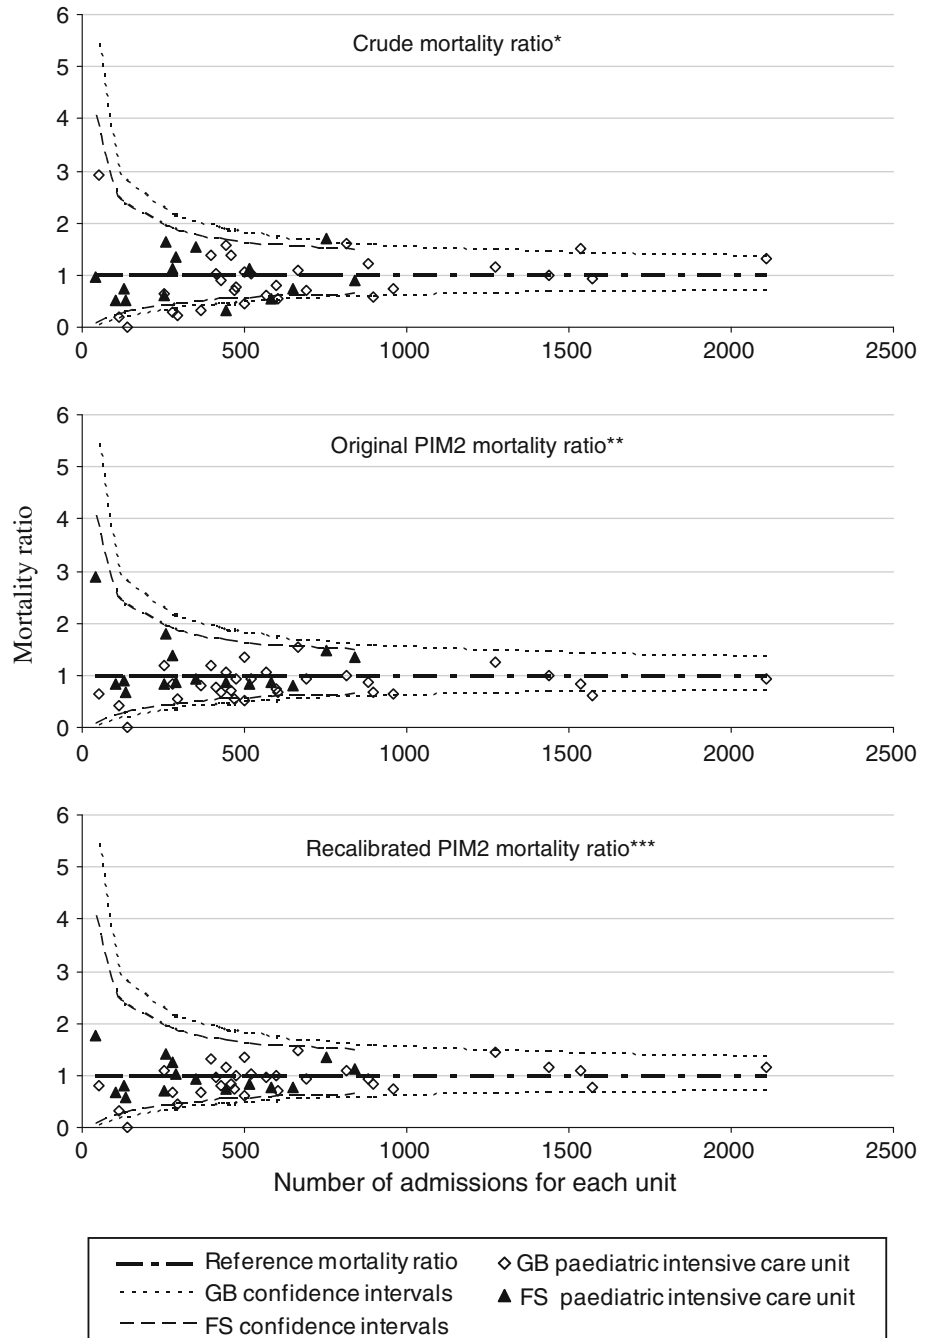 6
Crude mortality ratio*
5
4
3
2
1
0
0 500 1000 1500 2000 2500
6
Original PIM2 mortality ratio**
5
4
3
2
1
0
0 500 1000 1500 2000 2500
Mortality ratio
6
Recalibrated PIM2 mortality ratio***
5
4
3
2
1
0
0 500 1000 1500 2000 2500
Number of admissions for each unit
Reference mortality ratio
GB confidence intervals
FS confidence intervals
GB paediatric intensive care unit
FS paediatric intensive care unit